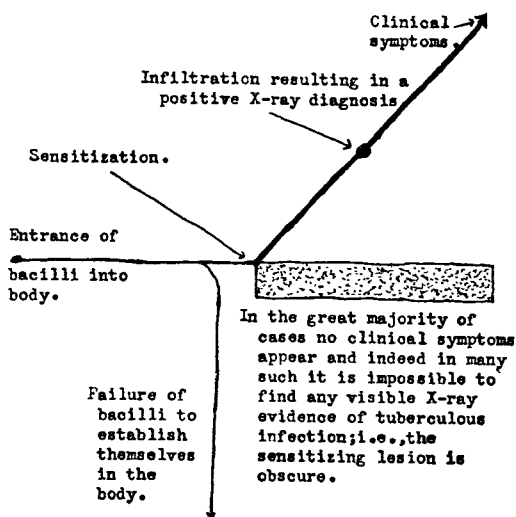 Clinical
symptoms.
Infiltration resulting in a
positive X-ray diagnosis
Sensitization.
Entrance of
bacilli into
body.
In the great majority of
cases no clinical symptoms
appear and indeed in many
such it is impossible to
find any visible X-ray
evidence of tuberculous
infection;i.e.,the
sensitizing lesion is
obscure.
Failure of
bacilli to
establish
themselves
in the
body.